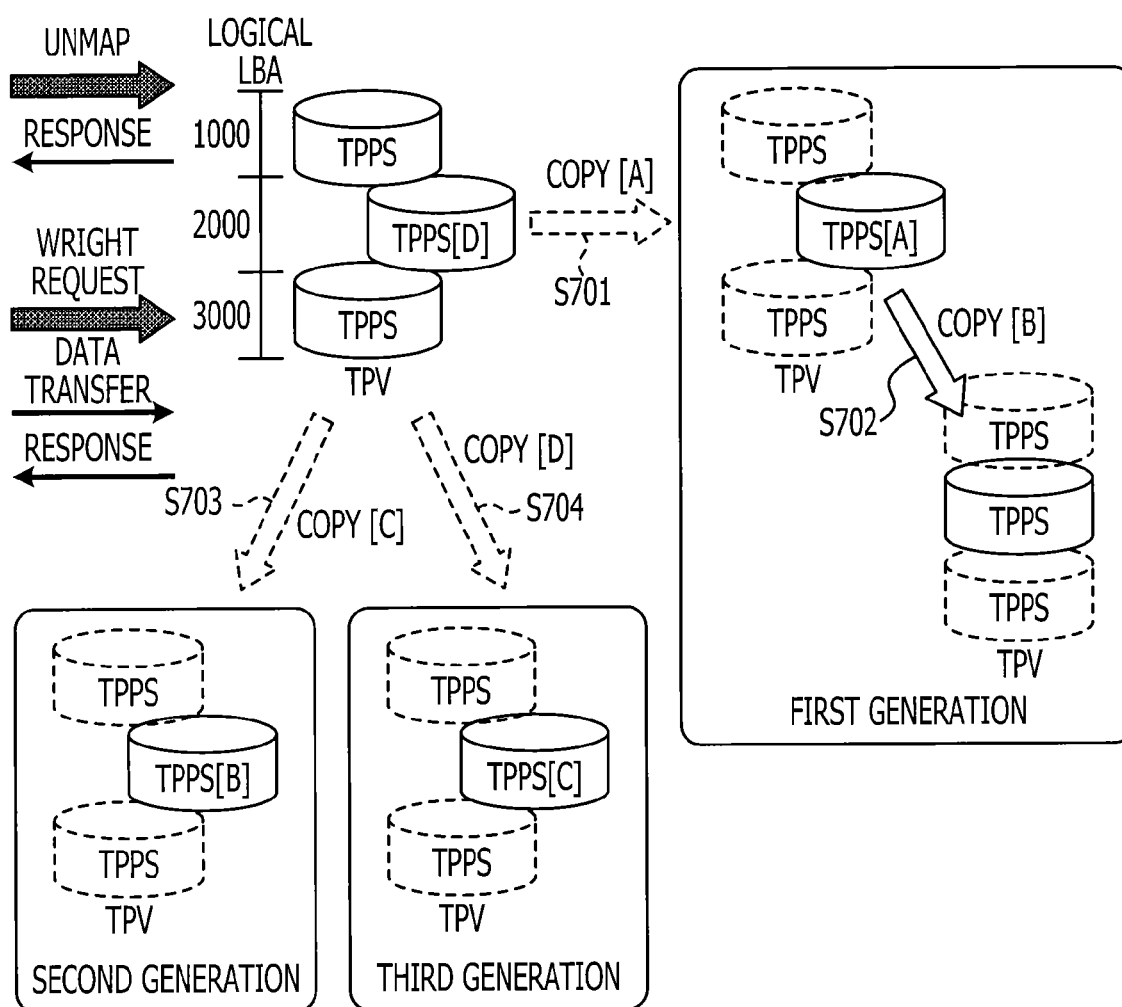 UNMAP
RESPONSE
WRIGHT
REQUEST
DATA
TRANSFER
RESPONSE
LOGICAL
LBA
1000
2000
3000
TPPS
TPPS[D]
TPPS
TPV
COPY [A]
S701
TPPS
TPPS[A]
TPPS
TPV
COPY [B]
S702
TPPS
TPPS
TPPS
TPV
FIRST GENERATION
S703
COPY [C]
COPY [D]
S704
TPPS
TPPS[B]
TPPS
TPV
SECOND GENERATION
TPPS
TPPS[C]
TPPS
TPV
THIRD GENERATION